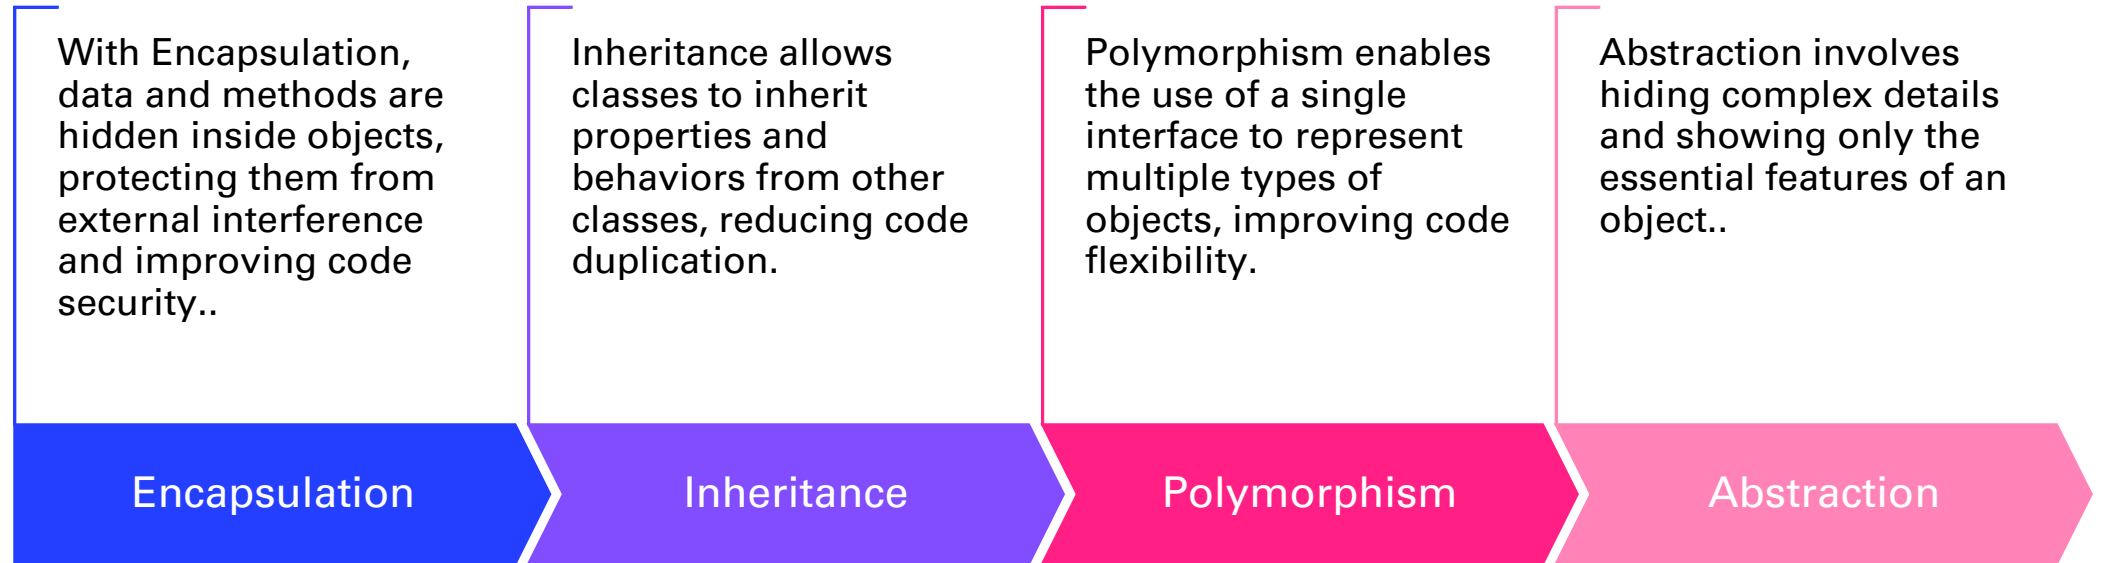 With Encapsulation,
data and methods are
hidden inside objects,
protecting them from
external interference
and improving code
security..
Inheritance allows
classes to inherit
properties and
behaviors from other
classes, reducing code
duplication.
Polymorphism enables
the use of a single
interface to represent
multiple types of
objects, improving code
flexibility.
Abstraction involves
hiding complex details
and showing only the
essential features of an
object..
Encapsulation
Inheritance
Polymorphism
Abstraction